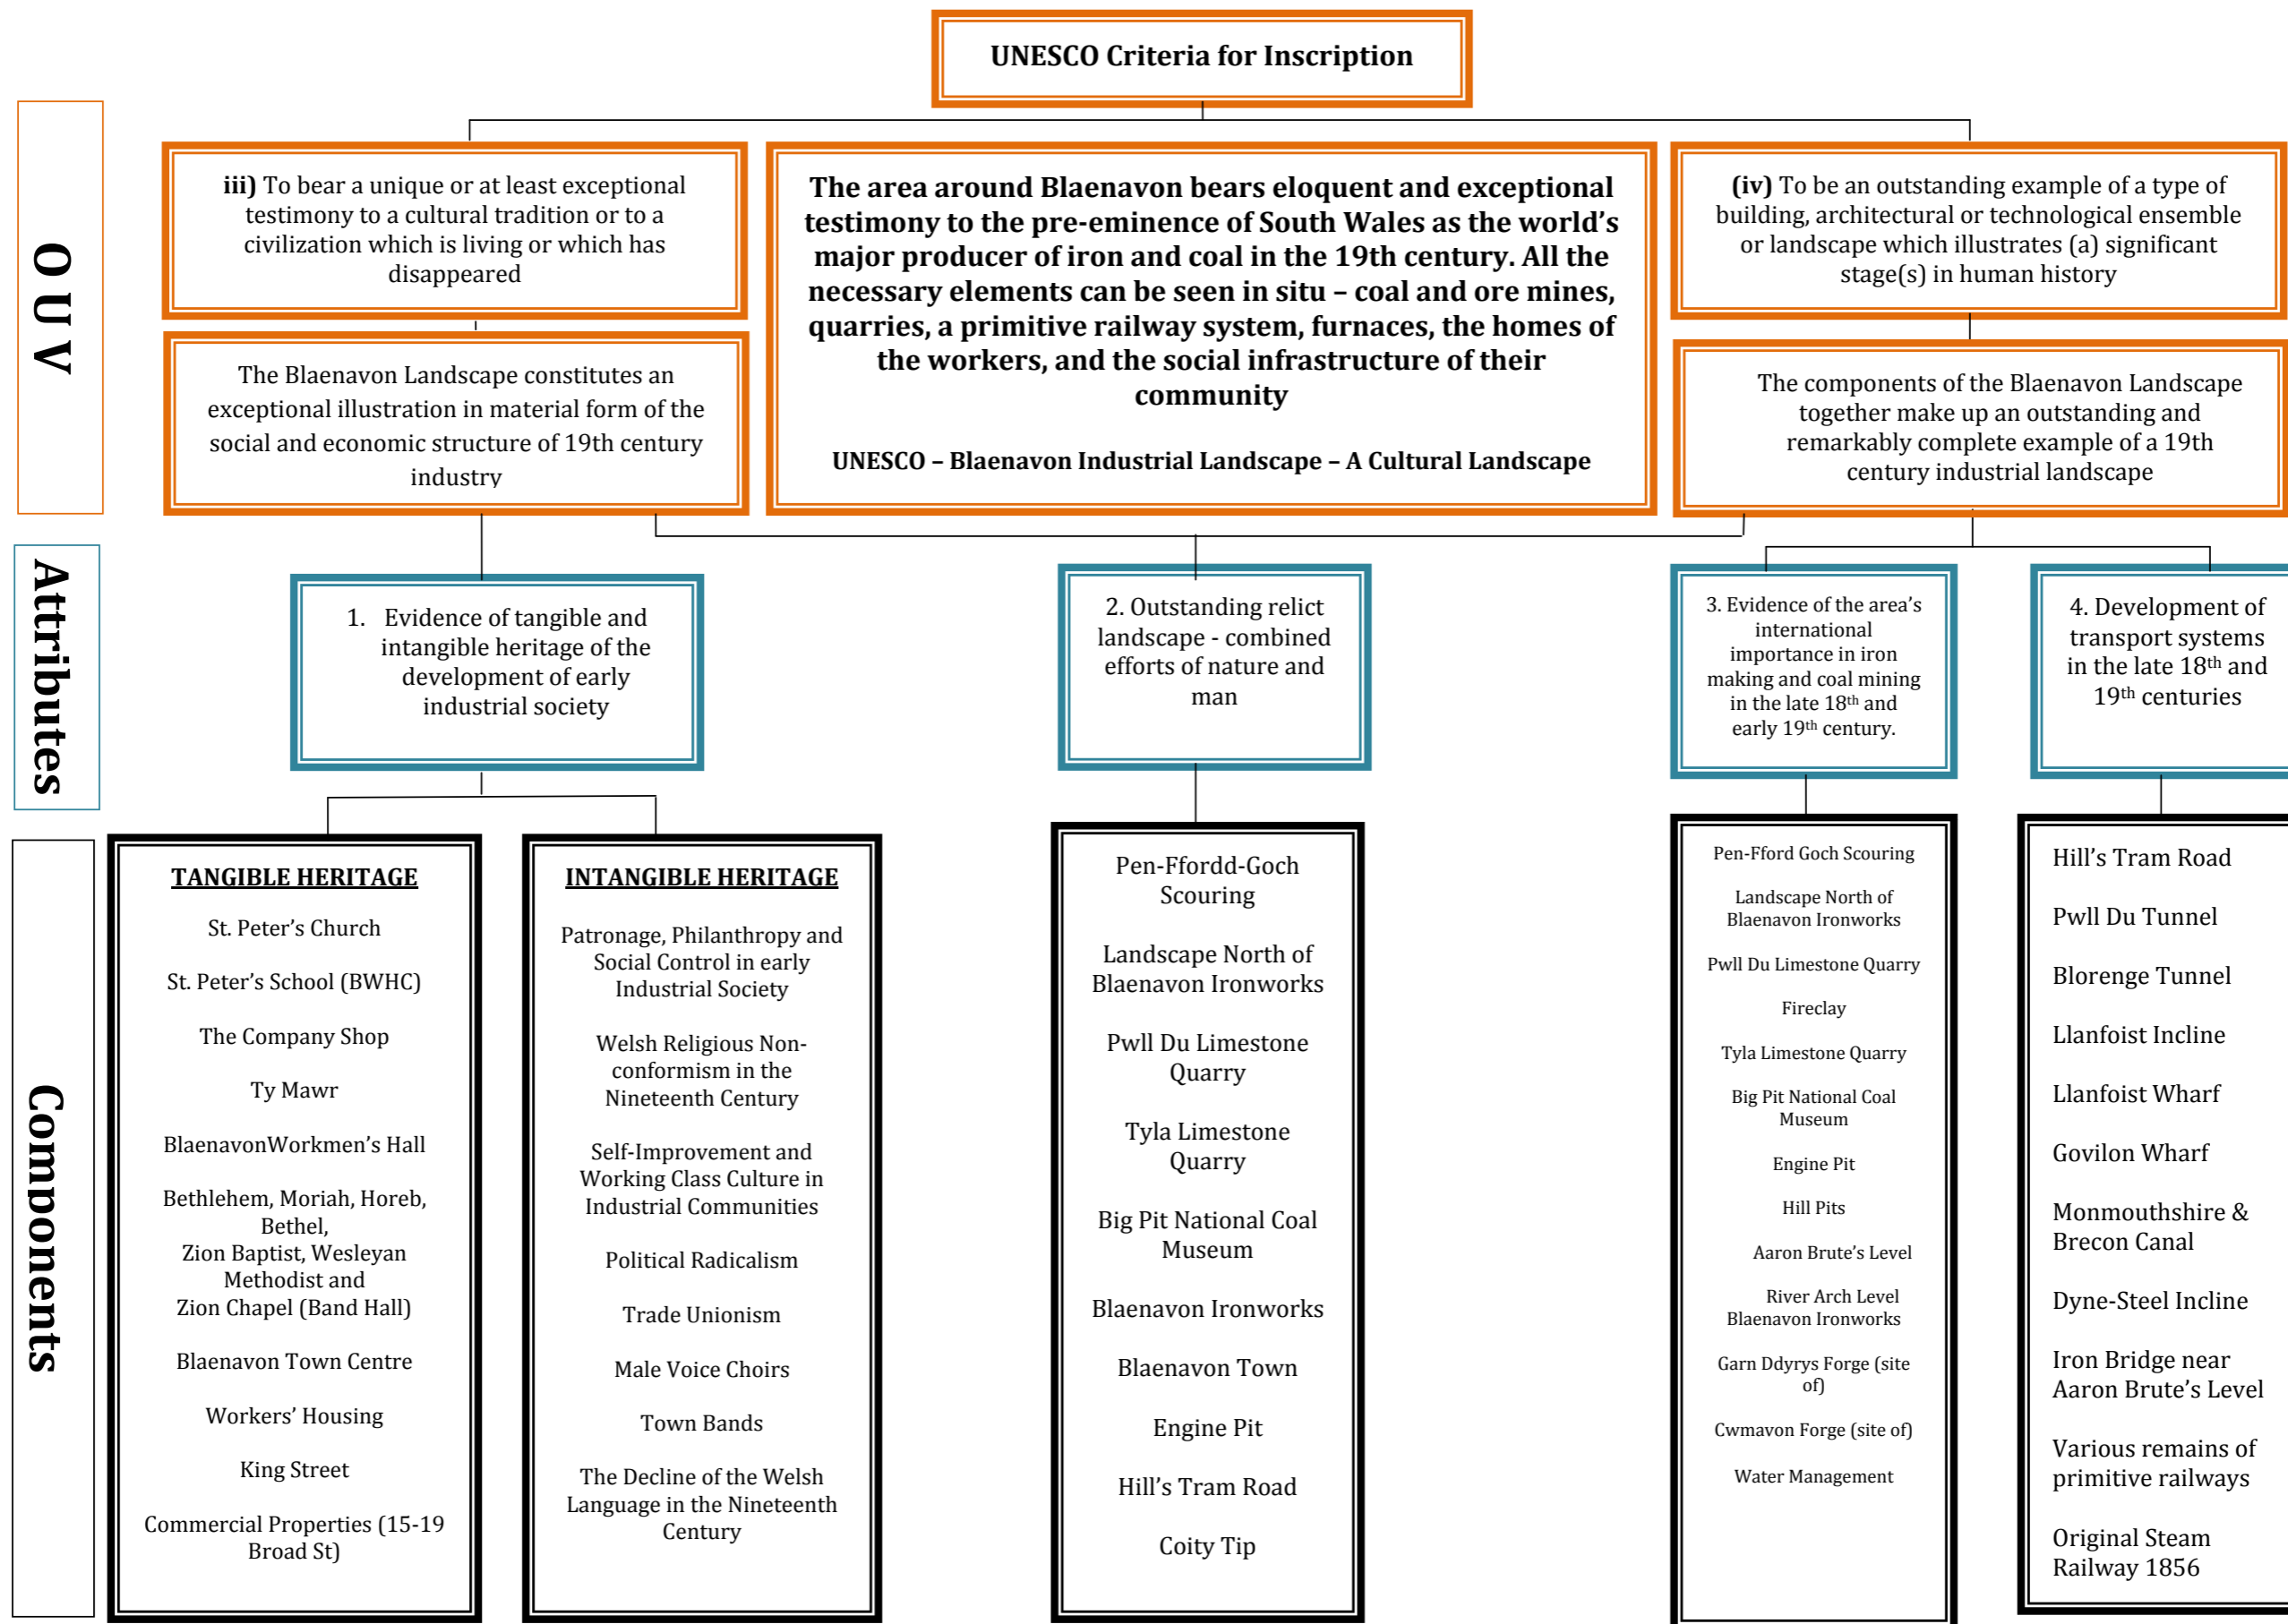 UNESCO Criteria for Inscription
O U V
iii) To bear a unique or at least exceptional
testimony to a cultural tradition or to a
civilization which is living or which has
disappeared
The Blaenavon Landscape constitutes an
exceptional illustration in material form of the
social and economic structure of 19th century
industry
The area around Blaenavon bears eloquent and exceptional
testimony to the pre-eminence of South Wales as the world’s
major producer of iron and coal in the 19th century. All the
necessary elements can be seen in situ – coal and ore mines,
quarries, a primitive railway system, furnaces, the homes of
the workers, and the social infrastructure of their
community
UNESCO – Blaenavon Industrial Landscape – A Cultural Landscape
(iv) To be an outstanding example of a type of
building, architectural or technological ensemble
or landscape which illustrates (a) significant
stage(s) in human history
The components of the Blaenavon Landscape
together make up an outstanding and
remarkably complete example of a 19th
century industrial landscape
Attributes
1. Evidence of tangible and
intangible heritage of the
development of early
industrial society
2. Outstanding relict
landscape - combined
efforts of nature and
man
3. Evidence of the area’s
international
importance in iron
making and coal mining
in the late 18th and
early 19th century.
4. Development of
transport systems
in the late 18th and
19th centuries
Components
TANGIBLE HERITAGE
St. Peter’s Church
St. Peter’s School (BWHC)
The Company Shop
Ty Mawr
BlaenavonWorkmen’s Hall
Bethlehem, Moriah, Horeb,
Bethel,
Zion Baptist, Wesleyan
Methodist and
Zion Chapel (Band Hall)
Blaenavon Town Centre
Workers’ Housing
King Street
Commercial Properties (15-19
Broad St)
INTANGIBLE HERITAGE
Patronage, Philanthropy and
Social Control in early
Industrial Society
Welsh Religious Non-
conformism in the
Nineteenth Century
Self-Improvement and
Working Class Culture in
Industrial Communities
Political Radicalism
Trade Unionism
Male Voice Choirs
Town Bands
The Decline of the Welsh
Language in the Nineteenth
Century
Pen-Ffordd-Goch
Scouring
Landscape North of
Blaenavon Ironworks
Pwll Du Limestone
Quarry
Tyla Limestone
Quarry
Big Pit National Coal
Museum
Blaenavon Ironworks
Blaenavon Town
Engine Pit
Hill’s Tram Road
Coity Tip
Pen-Fford Goch Scouring
Landscape North of
Blaenavon Ironworks
Pwll Du Limestone Quarry
Fireclay
Tyla Limestone Quarry
Big Pit National Coal
Museum
Engine Pit
Hill Pits
Aaron Brute’s Level
River Arch Level
Blaenavon Ironworks
Garn Ddyrys Forge (site
of)
Cwmavon Forge (site of)
Water Management
Hill’s Tram Road
Pwll Du Tunnel
Blorenge Tunnel
Llanfoist Incline
Llanfoist Wharf
Govilon Wharf
Monmouthshire &
Brecon Canal
Dyne-Steel Incline
Iron Bridge near
Aaron Brute’s Level
Various remains of
primitive railways
Original Steam
Railway 1856